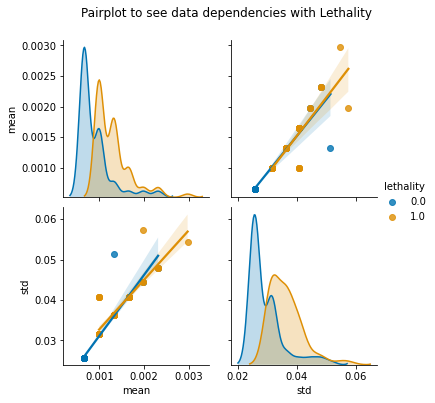 Pairplot to see data dependencies with Lethality
0.0030
0.0025
0.0020
0.0015
0.0010
mean
lethality
0.0
1.0
0.06
0.05
0.04
0.03
std
0.001 0.002 0.003
mean
0.02 0.04 0.06
std